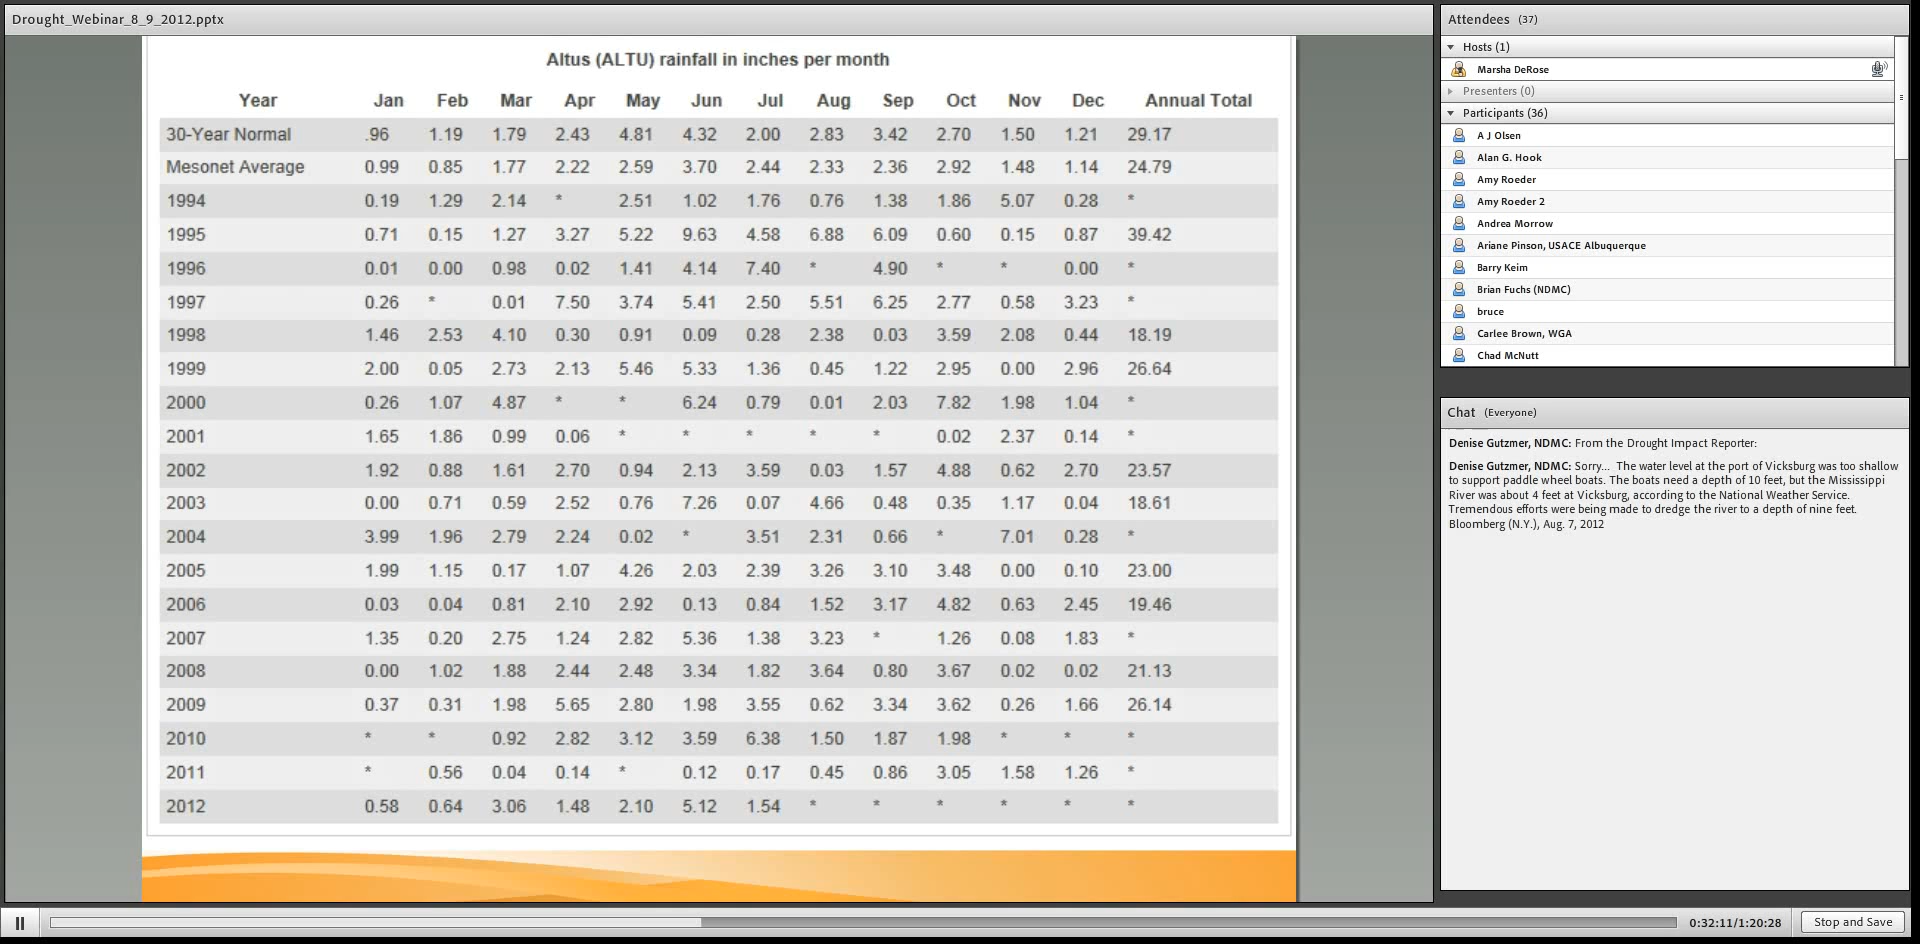 Drought_Webinar_8_9_2012.pptx
Altus (ALTU) rainfall in inches per month
Year Jan Feb Mar Apr May Jun Jul Aug Sep Oct Nov Dec Annual Total
30-Year Normal .96 1.19 1.79 2.43 4.81 4.32 2.00 2.83 3.42 2.70 1.50 1.21 29.17
Mesonet Average 0.99 0.85 1.77 2.22 2.59 3.70 2.44 2.33 2.36 2.92 1.48 1.14 24.79
1994 0.19 1.29 2.14 * 2.51 1.02 1.76 0.76 1.38 1.86 5.07 0.28 *
1995 0.71 0.15 1.27 3.27 5.22 9.63 4.58 6.88 6.09 0.60 0.15 0.87 39.42
1996 0.01 0.00 0.98 0.02 1.41 4.14 7.40 * 4.90 * * 0.00 *
1997 0.26 * 0.01 7.50 3.74 5.41 2.50 5.51 6.25 2.77 0.58 3.23 *
1998 1.46 2.53 4.10 0.30 0.91 0.09 0.28 2.38 0.03 3.59 2.08 0.44 18.19
1999 2.00 0.05 2.73 2.13 5.46 5.33 1.36 0.45 1.22 2.95 0.00 2.96 26.64
2000 0.26 1.07 4.87 * * 6.24 0.79 0.01 2.03 7.82 1.98 1.04 *
2001 1.65 1.86 0.99 0.06 * * * * * 0.02 2.37 0.14 *
2002 1.92 0.88 1.61 2.70 0.94 2.13 3.59 0.03 1.57 4.88 0.62 2.70 23.57
2003 0.00 0.71 0.59 2.52 0.76 7.26 0.07 4.66 0.48 0.35 1.17 0.04 18.61
2004 3.99 1.96 2.79 2.24 0.02 * 3.51 2.31 0.66 * 7.01 0.28 *
2005 1.99 1.15 0.17 1.07 4.26 2.03 2.39 3.26 3.10 3.48 0.00 0.10 23.00
2006 0.03 0.04 0.81 2.10 2.92 0.13 0.84 1.52 3.17 4.82 0.63 2.45 19.46
2007 1.35 0.20 2.75 1.24 2.82 5.36 1.38 3.23 * 1.26 0.08 1.83 *
2008 0.00 1.02 1.88 2.44 2.48 3.34 1.82 3.64 0.80 3.67 0.02 0.02 21.13
2009 0.37 0.31 1.98 5.65 2.80 1.98 3.55 0.62 3.34 3.62 0.26 1.66 26.14
2010 * * 0.92 2.82 3.12 3.59 6.38 1.50 1.87 1.98 * * *
2011 * 0.56 0.04 0.14 * 0.12 0.17 0.45 0.86 3.05 1.58 1.26 *
2012 0.58 0.64 3.06 1.48 2.10 5.12 1.54 * * * * * *
Attendees (37)
Hosts (1)
Marsha DeRose
Presenters (0)
Participants (36)
A J Olsen
Alan G. Hook
Amy Roeder
Amy Roeder 2
Andrea Morrow
Ariane Pinson, USACE Albuquerque
Barry Keim
Brian Fuchs (NDMC)
bruce
Carlee Brown, WGA
Chad McNutt
Chat (Everyone)
Denise Gutzmer, NDMC: From the Drought Impact Reporter:
Denise Gutzmer, NDMC: Sorry... The water level at the port of Vicksburg was too shallow
to support paddle wheel boats. The boats need a depth of 10 feet, but the Mississippi
River was about 4 feet at Vicksburg, according to the National Weather Service.
Tremendous efforts were being made to dredge the river to a depth of nine feet.
Bloomberg (N.Y.), Aug. 7, 2012
0:32:11/1:20:28
Stop and Save